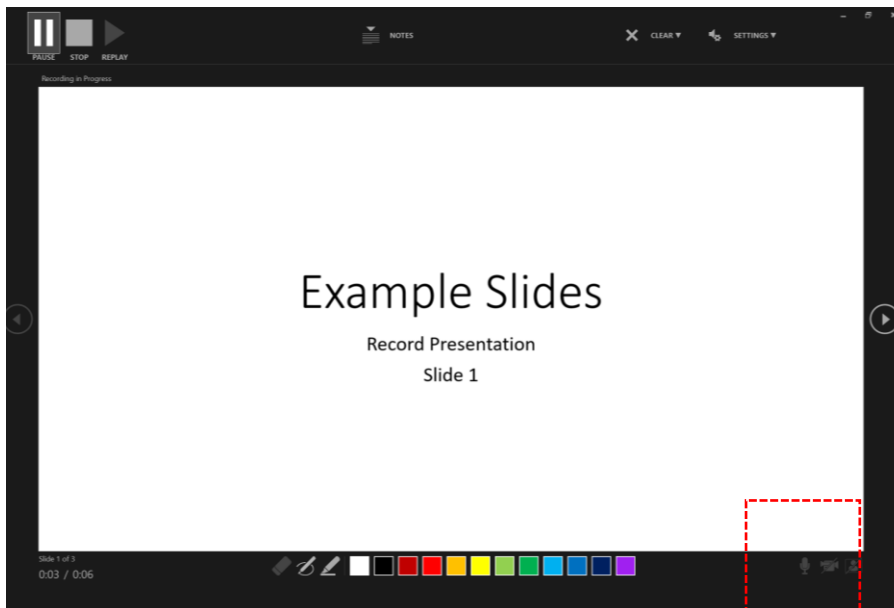 NOTES
CLEAR
SETTINGS
PAUSE
STOP
REPLAY
Recording in Progress
Example Slides
Record Presentation
Slide 1
Slide 1 of 3
0:03 / 0:06